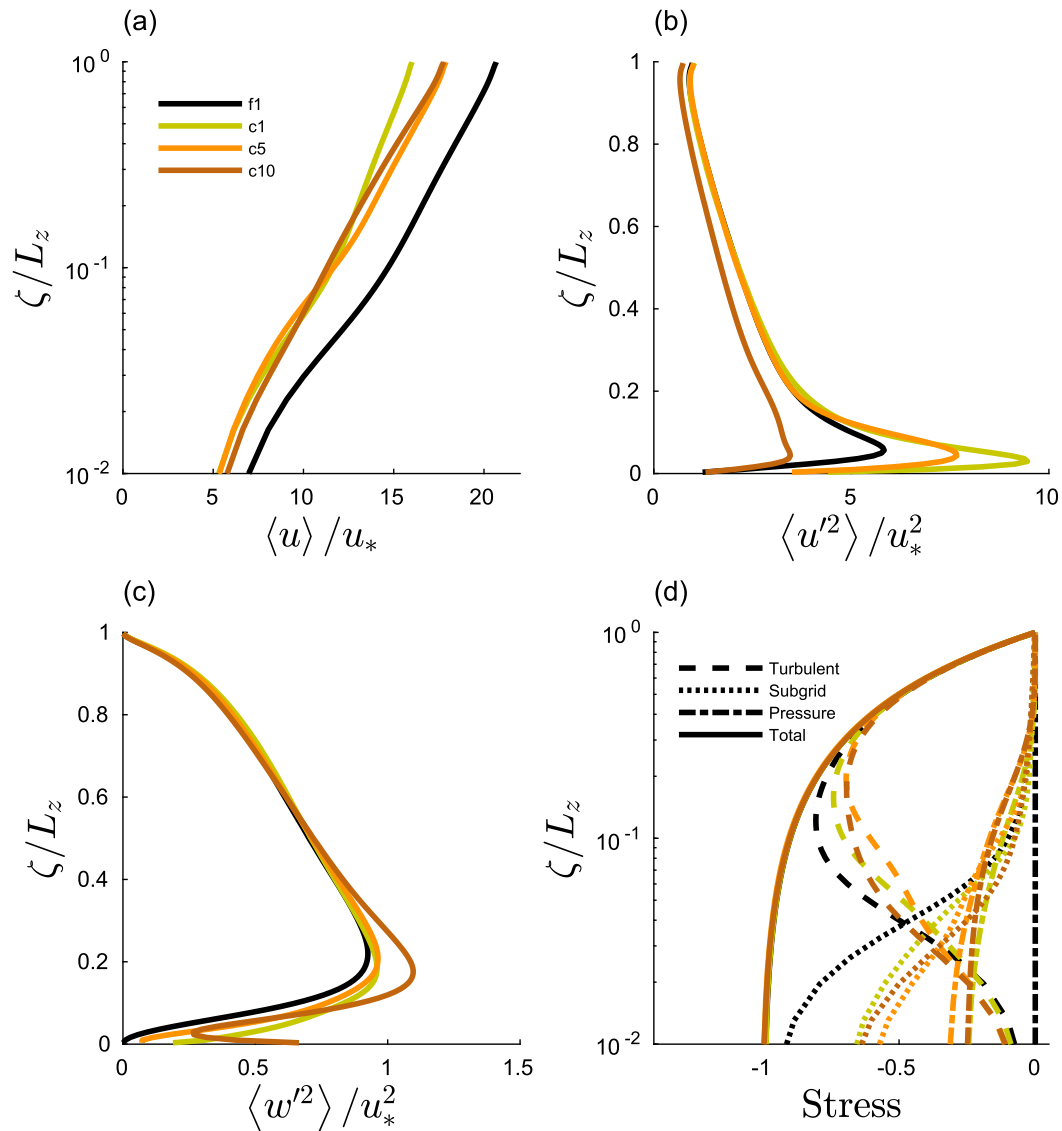 (a)
10^0
10^-1
10^-2
ζ/L_z
f1
c1
c5
c10
0 5 10 15 20
⟨u⟩/u_*
(b)
1
0.8
0.6
0.4
0.2
0
ζ/L_z
0 5 10
⟨u′^2⟩/u_*^2
(c)
1
0.8
0.6
0.4
0.2
0
ζ/L_z
0 0.5 1 1.5
⟨w′^2⟩/u_*^2
(d)
10^0
10^-1
10^-2
ζ/L_z
Turbulent
Subgrid
Pressure
Total
-1 -0.5 0
Stress